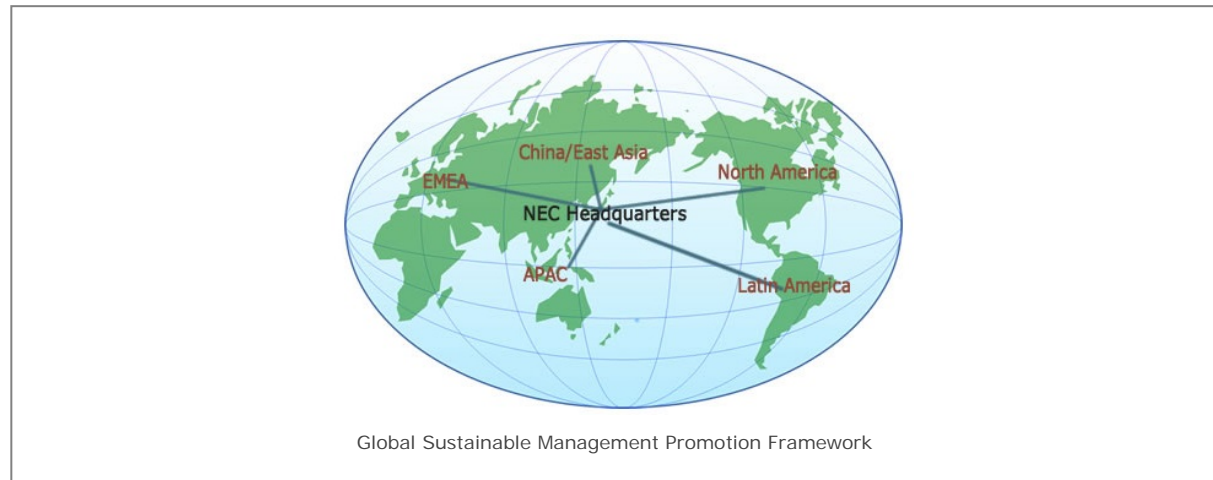 China/East Asia
North America
EMEA
NEC Headquarters
APAC
Latin America
Global Sustainable Management Promotion Framework